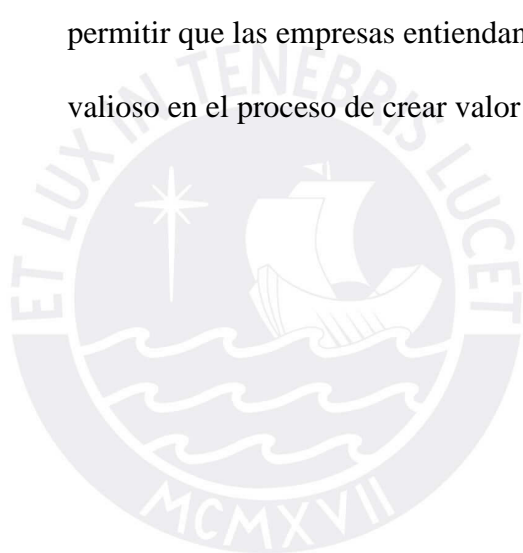 permitir que las empresas entiendan
valioso en el proceso de crear valor
ET LUX IN TENEBRIS LUCET
MCMXVII